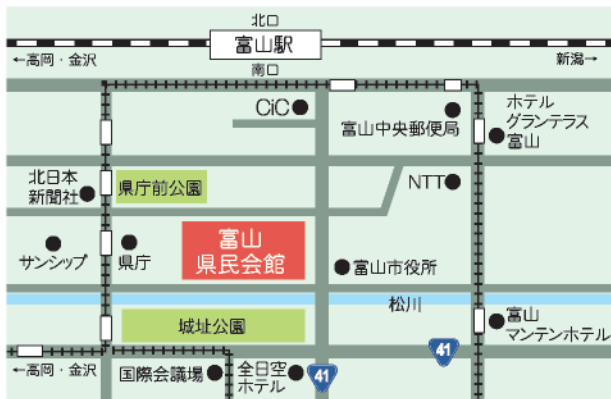 北口
富山駅
←高岡・金沢
新潟→
南口
CiC
富山中央郵便局
ホテル
グランテラス
富山
北日本
新聞社
県庁前公園
NTT
サンシップ
県庁
富山
県民会館
富山市役所
松川
城址公園
富山
マンテンホテル
41
←高岡・金沢
国際会議場
全日空
ホテル
41